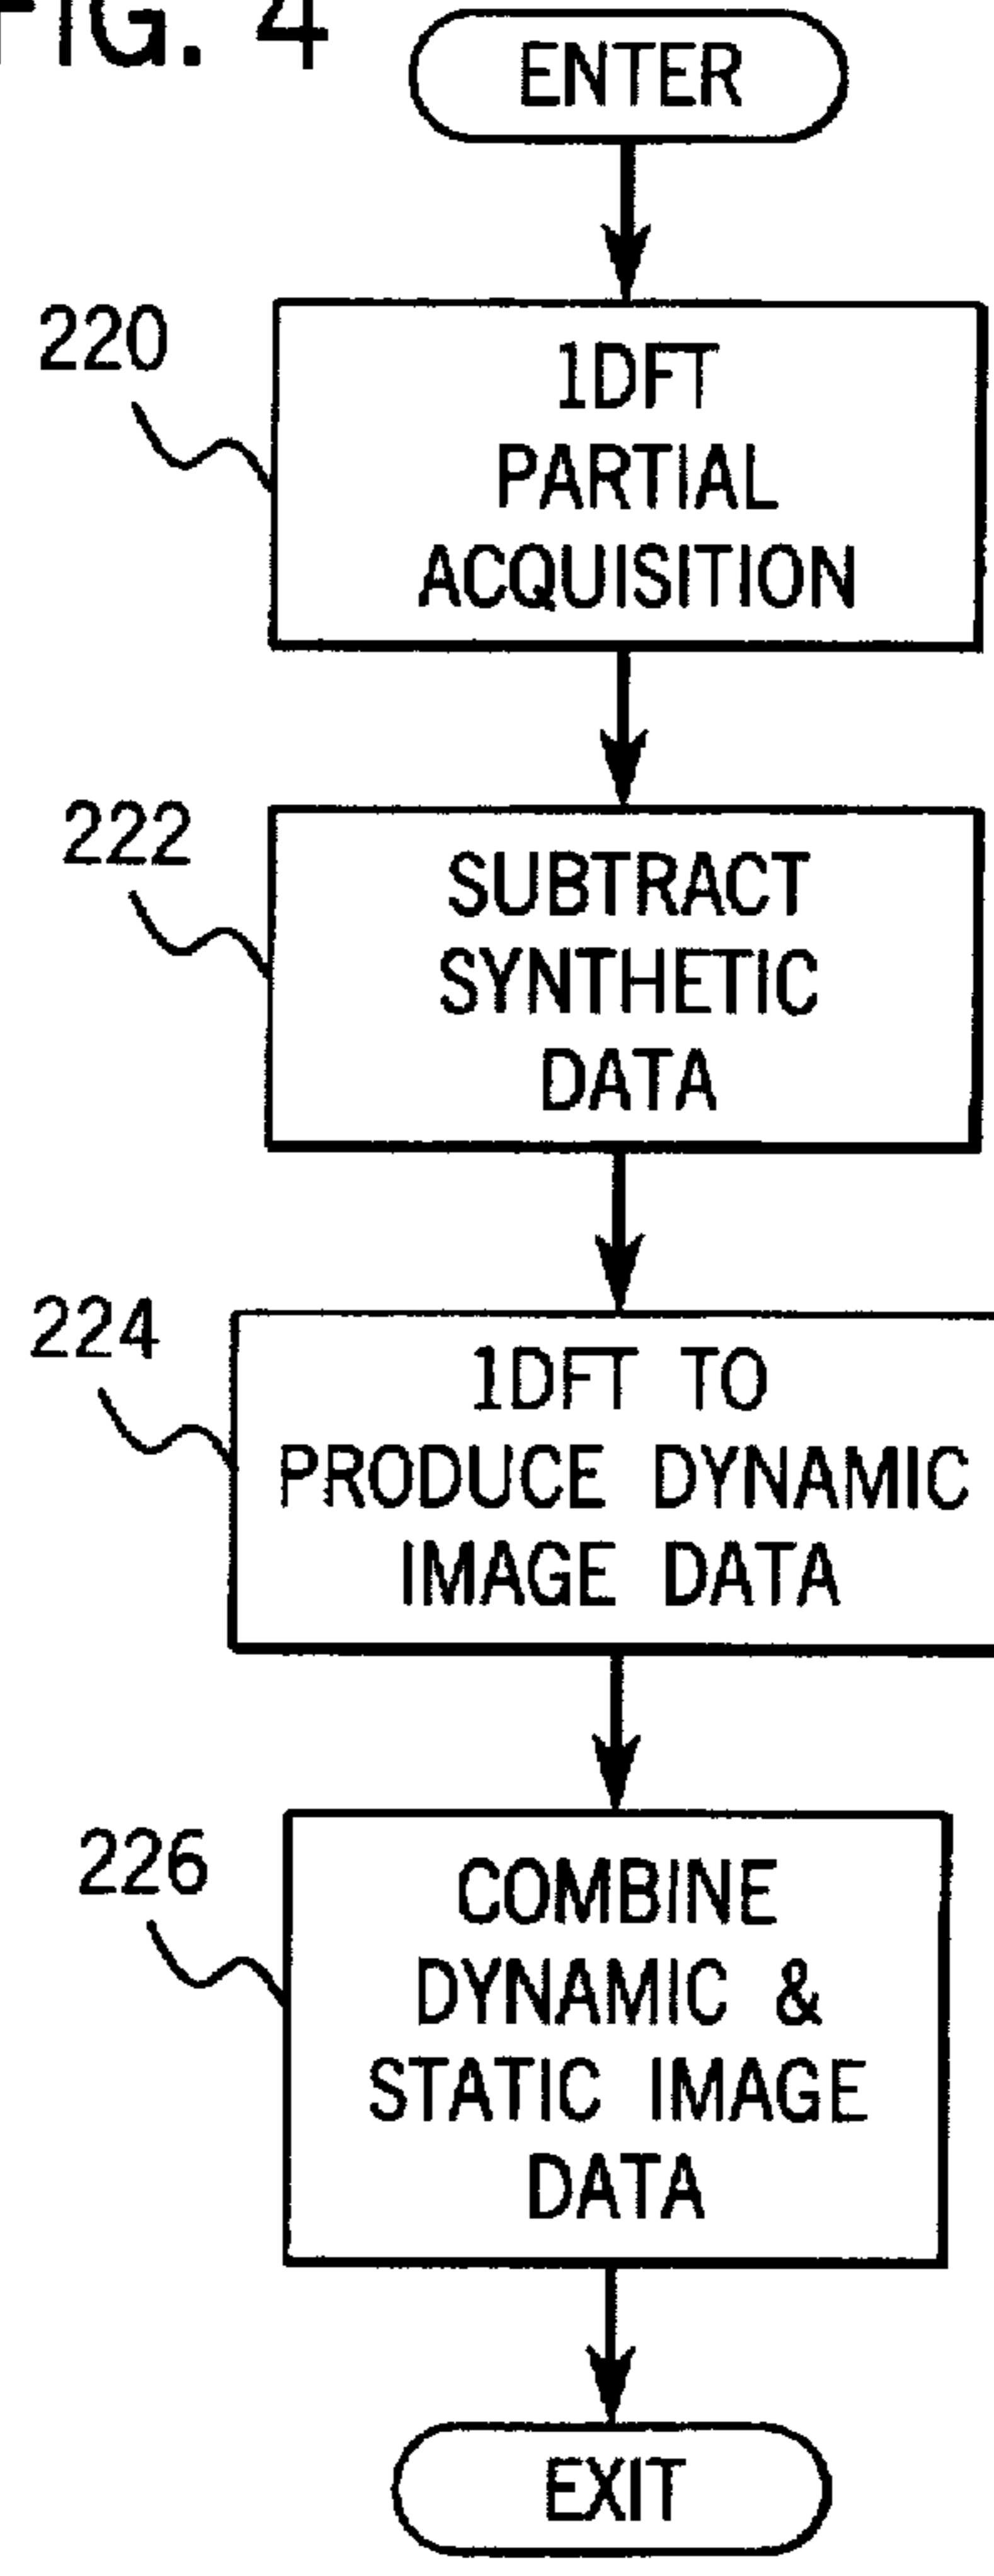 FIG. 4
ENTER
220
1DFT
PARTIAL
ACQUISITION
222
SUBTRACT
SYNTHETIC
DATA
224
1DFT TO
PRODUCE DYNAMIC
IMAGE DATA
226
COMBINE
DYNAMIC &
STATIC IMAGE
DATA
EXIT